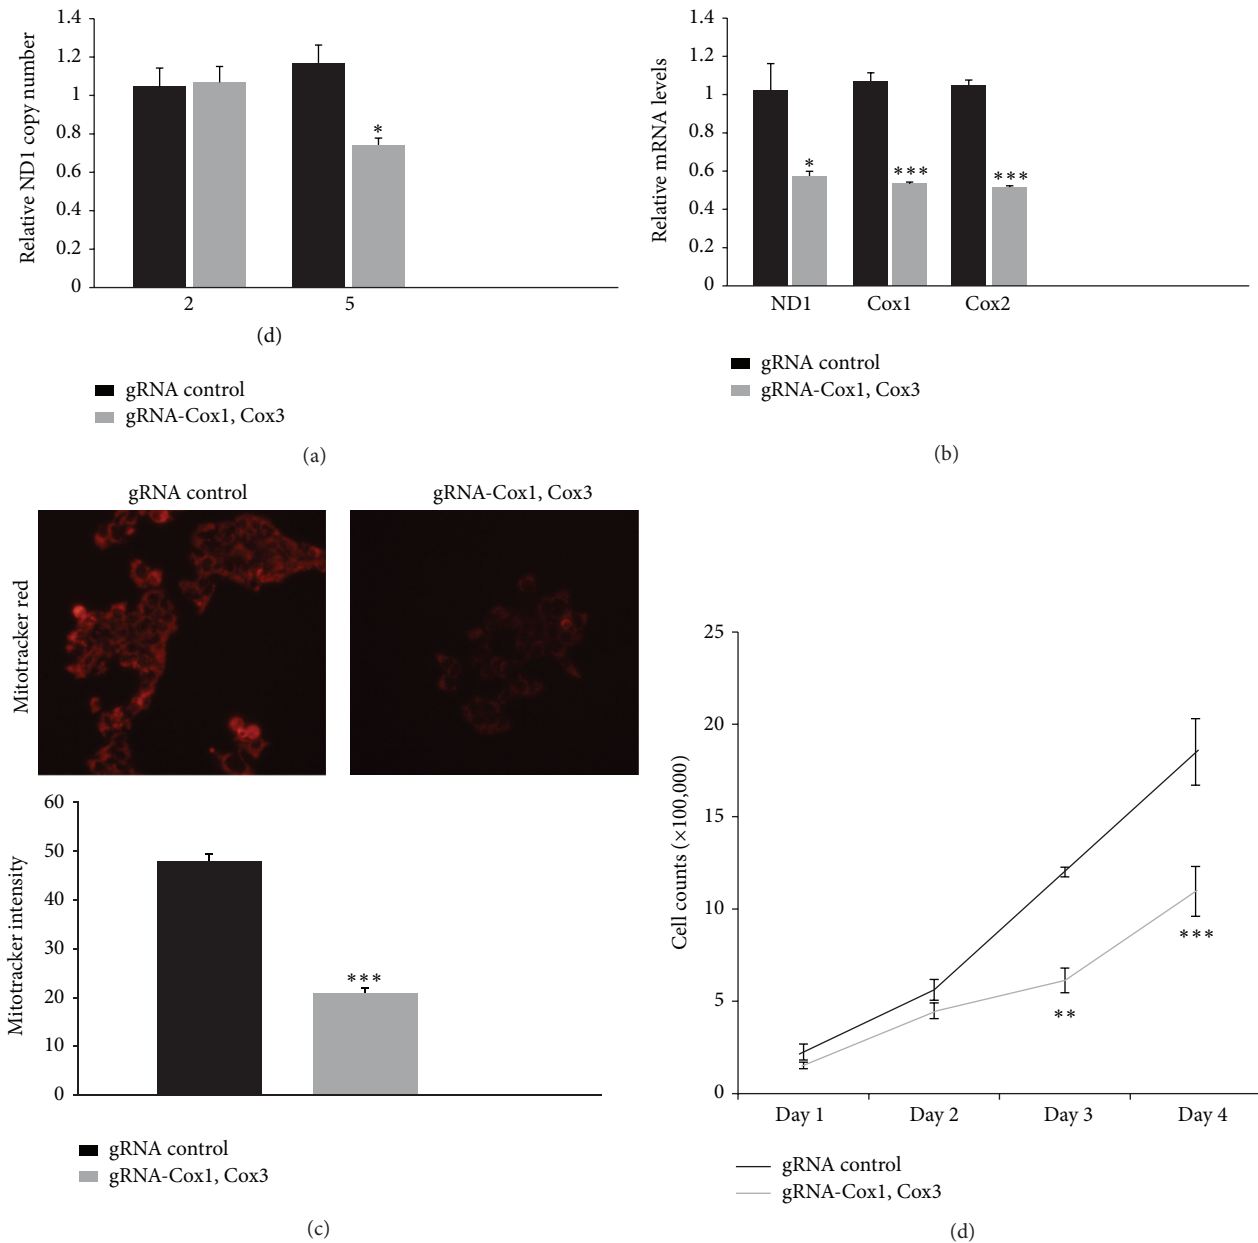 1.4
1.2
1
0.8
0.6
0.4
0.2
0
Relative ND1 copy number
*
2 5
(d)
gRNA control
gRNA-Cox1, Cox3
(a)
1.4
1.2
1
0.8
0.6
0.4
0.2
0
Relative mRNA levels
* *** ***
ND1 Cox1 Cox2
gRNA control
gRNA-Cox1, Cox3
(b)
gRNA control gRNA-Cox1, Cox3
Mitotracker red
60
50
40
30
20
10
0
Mitotracker intensity
***
gRNA control
gRNA-Cox1, Cox3
(c)
25
20
15
10
5
0
Cell counts (×100,000)
**
***
Day 1 Day 2 Day 3 Day 4
gRNA control
gRNA-Cox1, Cox3
(d)